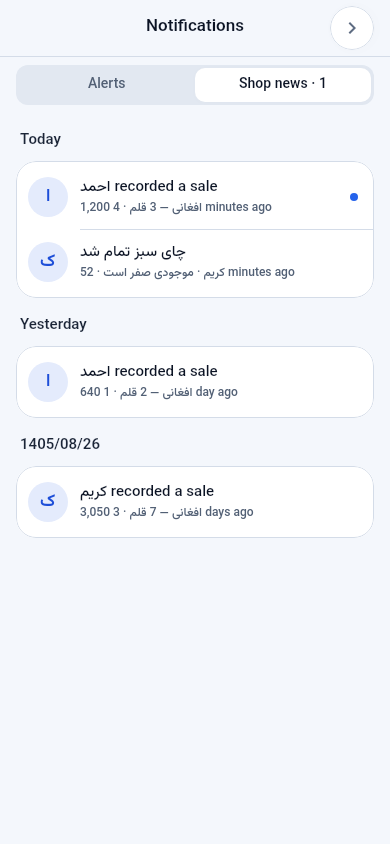 Notifications
Alerts
Shop news · 1
Today
ا
احمد recorded a sale
1,200 افغانی — 3 قلم · 4 minutes ago
ک
چای سبز تمام شد
کریم · موجودی صفر است · 52 minutes ago
Yesterday
ا
احمد recorded a sale
640 افغانی — 2 قلم · 1 day ago
1405/08/26
ک
کریم recorded a sale
3,050 افغانی — 7 قلم · 3 days ago